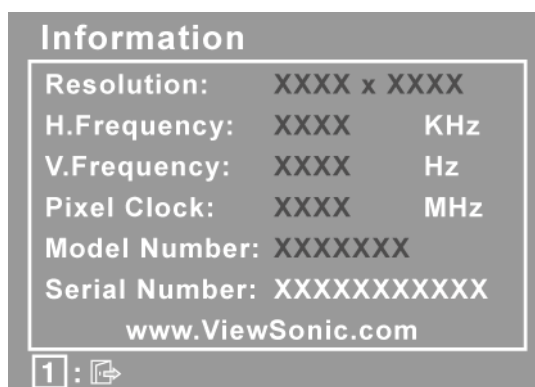 Information
Resolution: XXXX x XXXX
H.Frequency: XXXX KHz
V.Frequency: XXXX Hz
Pixel Clock: XXXX MHz
Model Number: XXXXXXX
Serial Number: XXXXXXXXXXX
www.ViewSonic.com
1 :